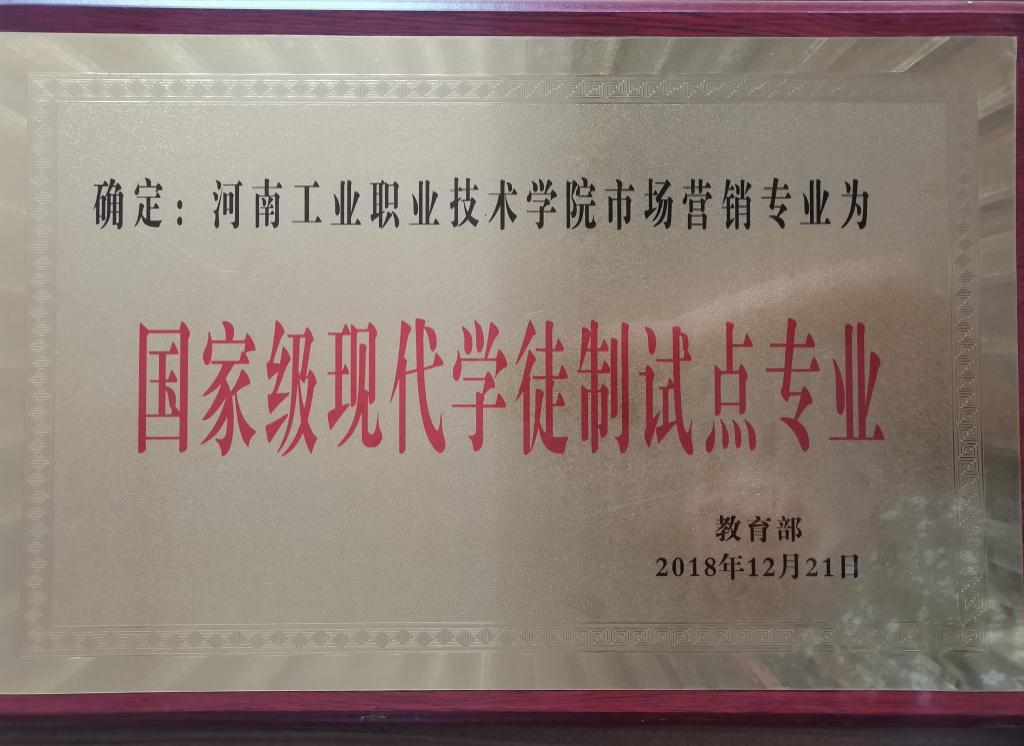 确定：河南工业职业技术学院市场营销专业为
国家级现代学徒制试点专业
教育部
2018年12月21日